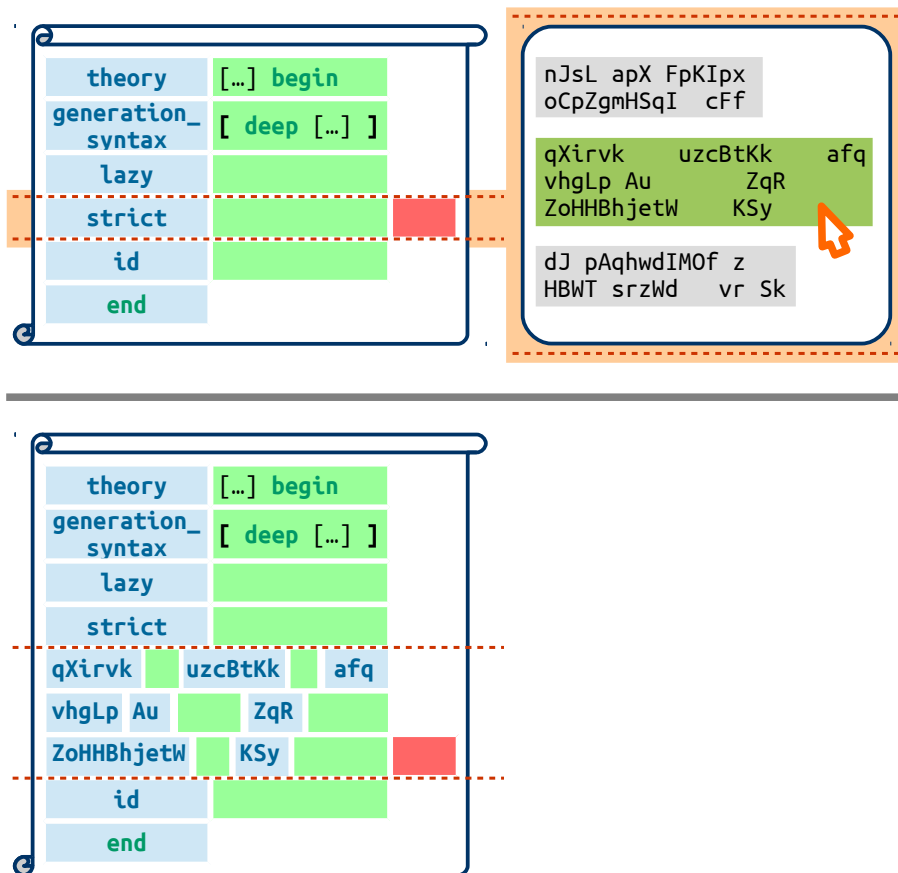 theory […] begin
generation_
syntax
[ deep […] ]
lazy
strict
id
end
nJsL apX FpKIpx
oCpZgmHSqI cFf
qXirvk uzcBtKk afq
vhgLp Au ZqR
ZoHHBhjetW KSy
dJ pAqhwdIMOf z
HBWT srzWd vr Sk
theory […] begin
generation_
syntax
[ deep […] ]
lazy
strict
qXirvk uzcBtKk afq
vhgLp Au ZqR
ZoHHBhjetW KSy
id
end